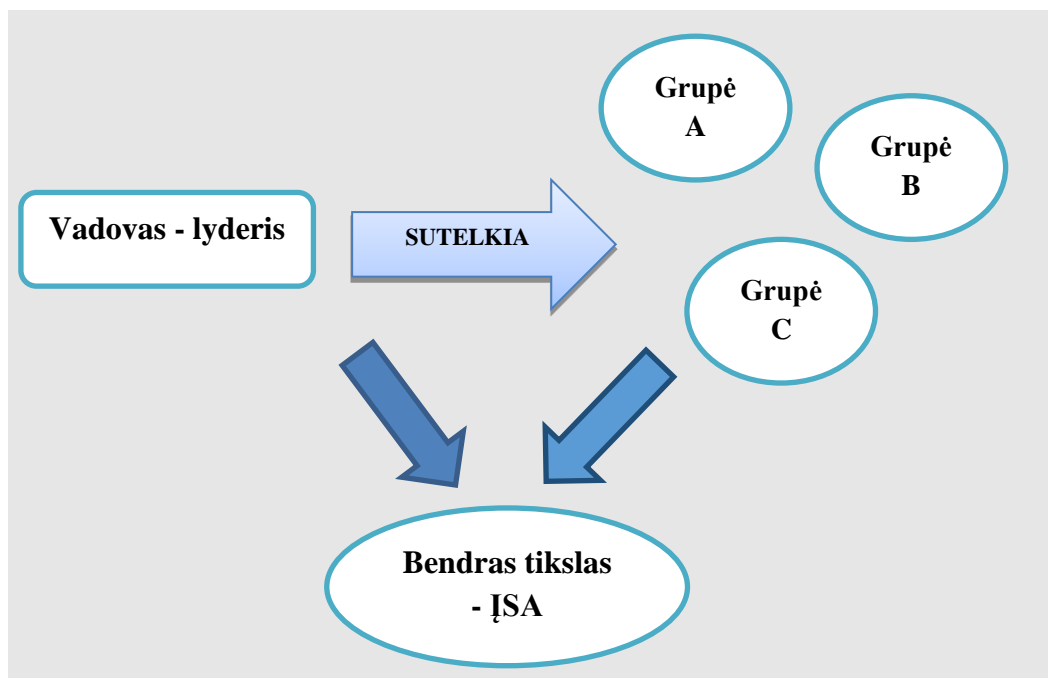 Vadovas - lyderis
SUTELKIA
Grupė
A
Grupė
B
Grupė
C
Bendras tikslas
- ĮSA